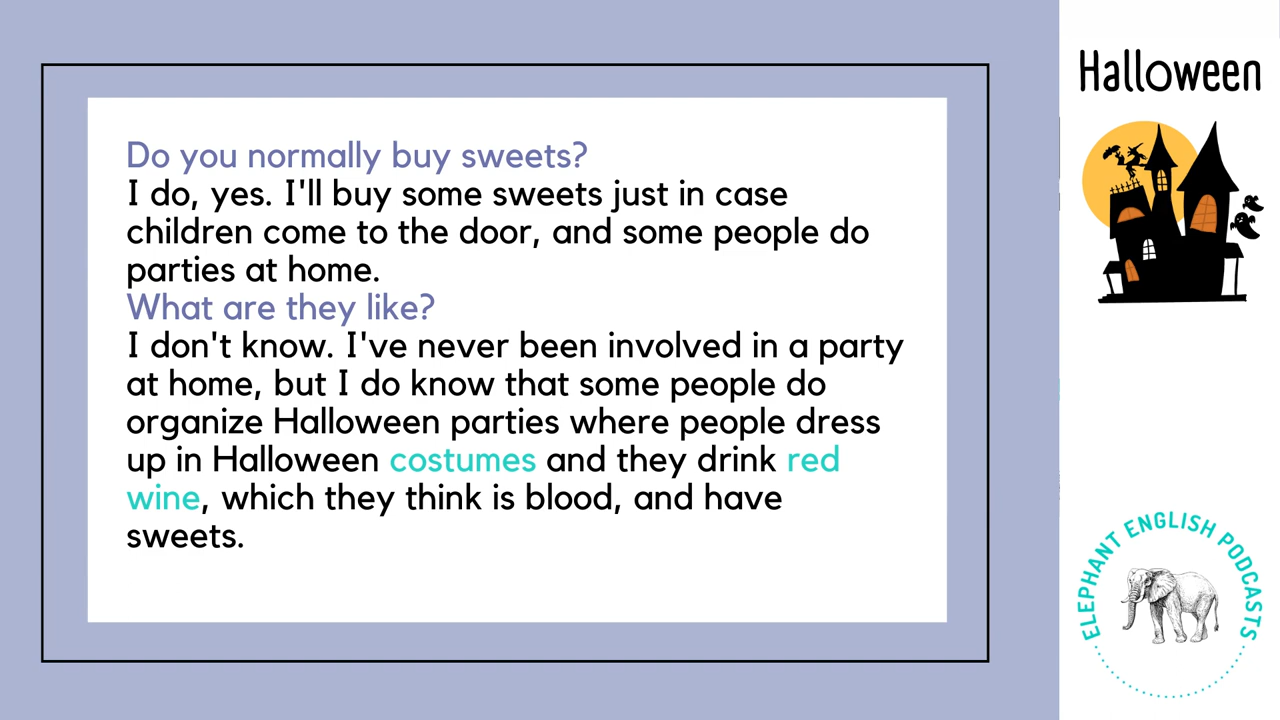 Halloween
Do you normally buy sweets?
I do, yes. I'll buy some sweets just in case
children come to the door, and some people do
parties at home.
What are they like?
I don't know. I've never been involved in a party
at home, but I do know that some people do
organize Halloween parties where people dress
up in Halloween costumes and they drink red
wine, which they think is blood, and have
sweets.
ELEPHANT ENGLISH PODCASTS